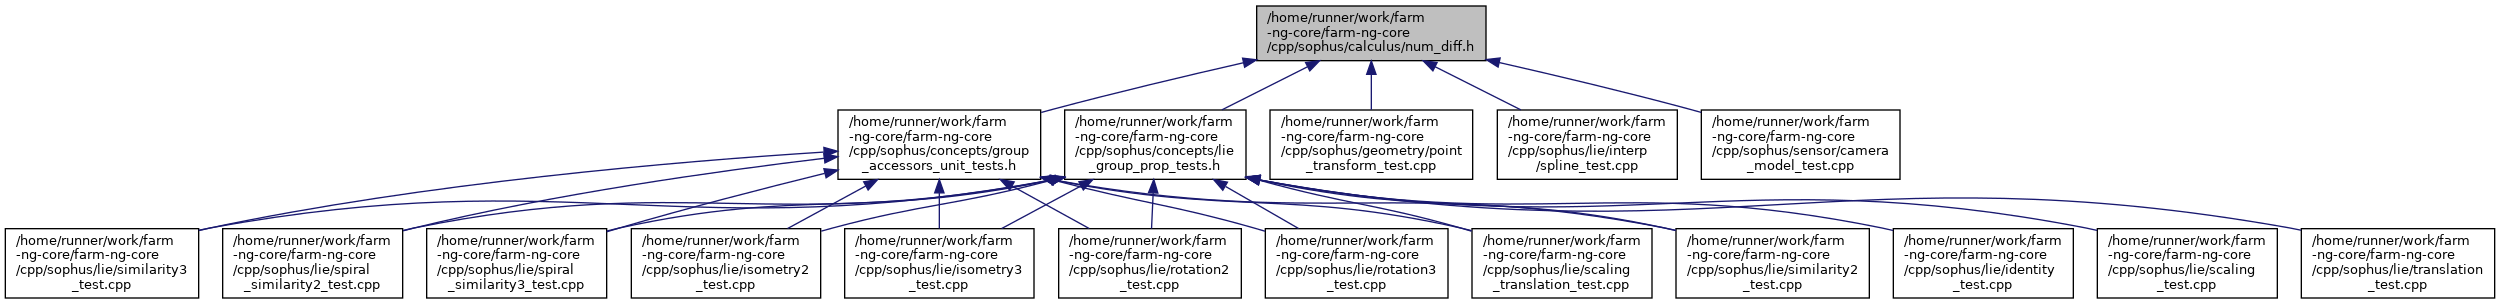 /home/runner/work/farm
-ng-core/farm-ng-core
/cpp/sophus/calculus/num_diff.h
/home/runner/work/farm
-ng-core/farm-ng-core
/cpp/sophus/concepts/group
_accessors_unit_tests.h
/home/runner/work/farm
-ng-core/farm-ng-core
/cpp/sophus/concepts/lie
_group_prop_tests.h
/home/runner/work/farm
-ng-core/farm-ng-core
/cpp/sophus/geometry/point
_transform_test.cpp
/home/runner/work/farm
-ng-core/farm-ng-core
/cpp/sophus/lie/interp
/spline_test.cpp
/home/runner/work/farm
-ng-core/farm-ng-core
/cpp/sophus/sensor/camera
_model_test.cpp
/home/runner/work/farm
-ng-core/farm-ng-core
/cpp/sophus/lie/similarity3
_test.cpp
/home/runner/work/farm
-ng-core/farm-ng-core
/cpp/sophus/lie/spiral
_similarity2_test.cpp
/home/runner/work/farm
-ng-core/farm-ng-core
/cpp/sophus/lie/spiral
_similarity3_test.cpp
/home/runner/work/farm
-ng-core/farm-ng-core
/cpp/sophus/lie/isometry2
_test.cpp
/home/runner/work/farm
-ng-core/farm-ng-core
/cpp/sophus/lie/isometry3
_test.cpp
/home/runner/work/farm
-ng-core/farm-ng-core
/cpp/sophus/lie/rotation2
_test.cpp
/home/runner/work/farm
-ng-core/farm-ng-core
/cpp/sophus/lie/rotation3
_test.cpp
/home/runner/work/farm
-ng-core/farm-ng-core
/cpp/sophus/lie/scaling
_translation_test.cpp
/home/runner/work/farm
-ng-core/farm-ng-core
/cpp/sophus/lie/similarity2
_test.cpp
/home/runner/work/farm
-ng-core/farm-ng-core
/cpp/sophus/lie/identity
_test.cpp
/home/runner/work/farm
-ng-core/farm-ng-core
/cpp/sophus/lie/scaling
_test.cpp
/home/runner/work/farm
-ng-core/farm-ng-core
/cpp/sophus/lie/translation
_test.cpp